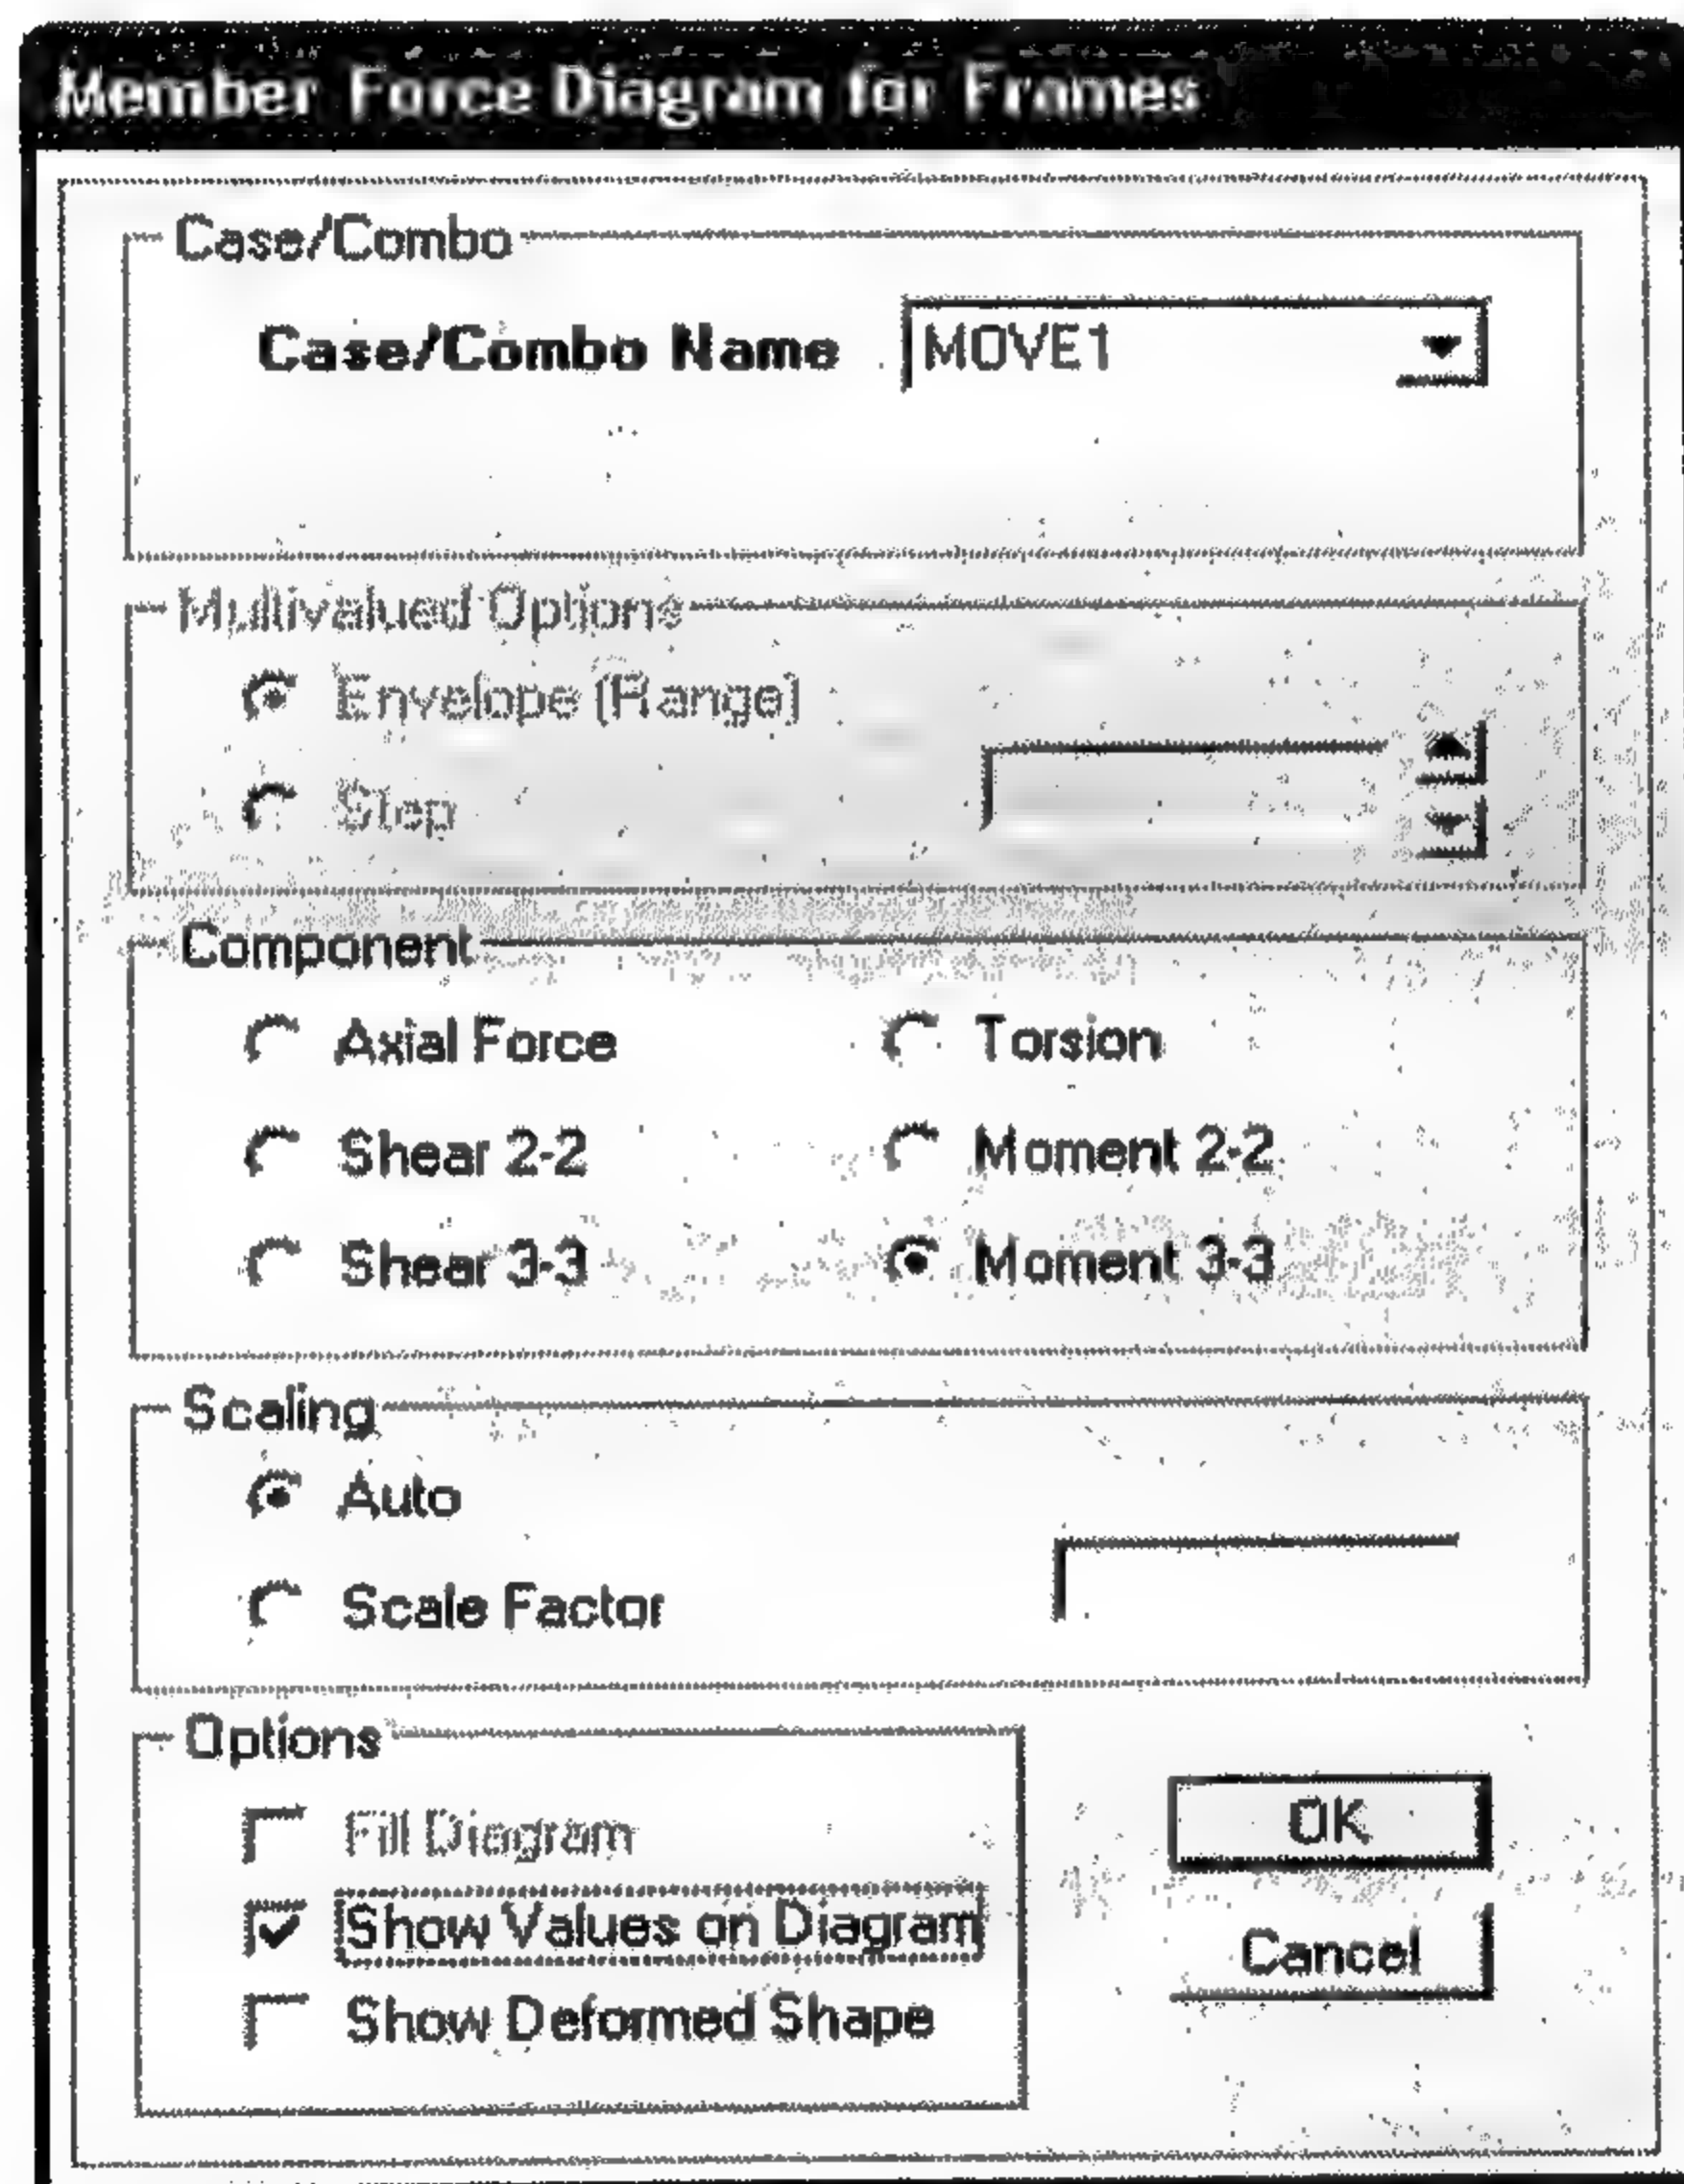 Member Force Diagram for Frames
Case/Combo
Case/Combo Name MOVE1
Multivalued Options
Envelope (Range)
Step
Component
Axial Force Torsion
Shear 2-2 Moment 2-2
Shear 3-3 Moment 3-3
Scaling
Auto
Scale Factor
Options
Fill Diagram
OK
Show Values on Diagram
Cancel
Show Deformed Shape